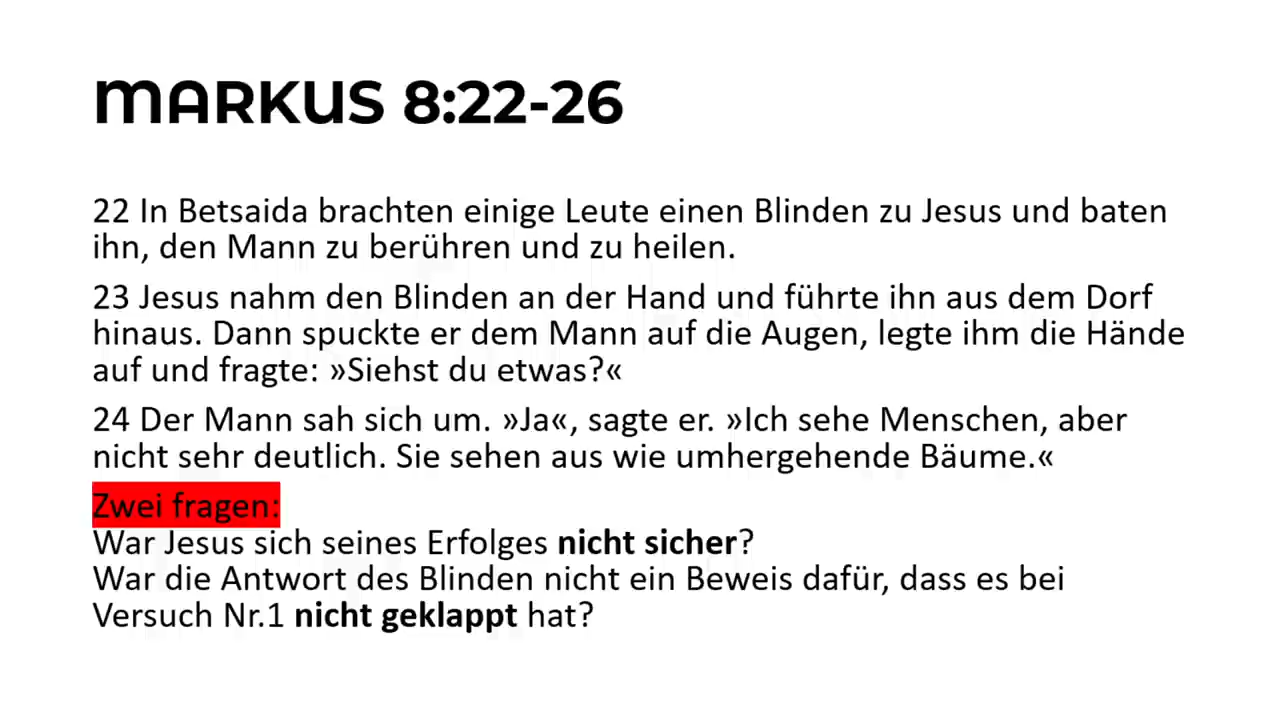 MARKUS 8:22-26
22 In Betsaida brachten einige Leute einen Blinden zu Jesus und baten
ihn, den Mann zu berühren und zu heilen.
23 Jesus nahm den Blinden an der Hand und führte ihn aus dem Dorf
hinaus. Dann spuckte er dem Mann auf die Augen, legte ihm die Hände
auf und fragte: »Siehst du etwas?«
24 Der Mann sah sich um. »Ja«, sagte er. »Ich sehe Menschen, aber
nicht sehr deutlich. Sie sehen aus wie umhergehende Bäume.«
Zwei fragen:
War Jesus sich seines Erfolges nicht sicher?
War die Antwort des Blinden nicht ein Beweis dafür, dass es bei
Versuch Nr.1 nicht geklappt hat?